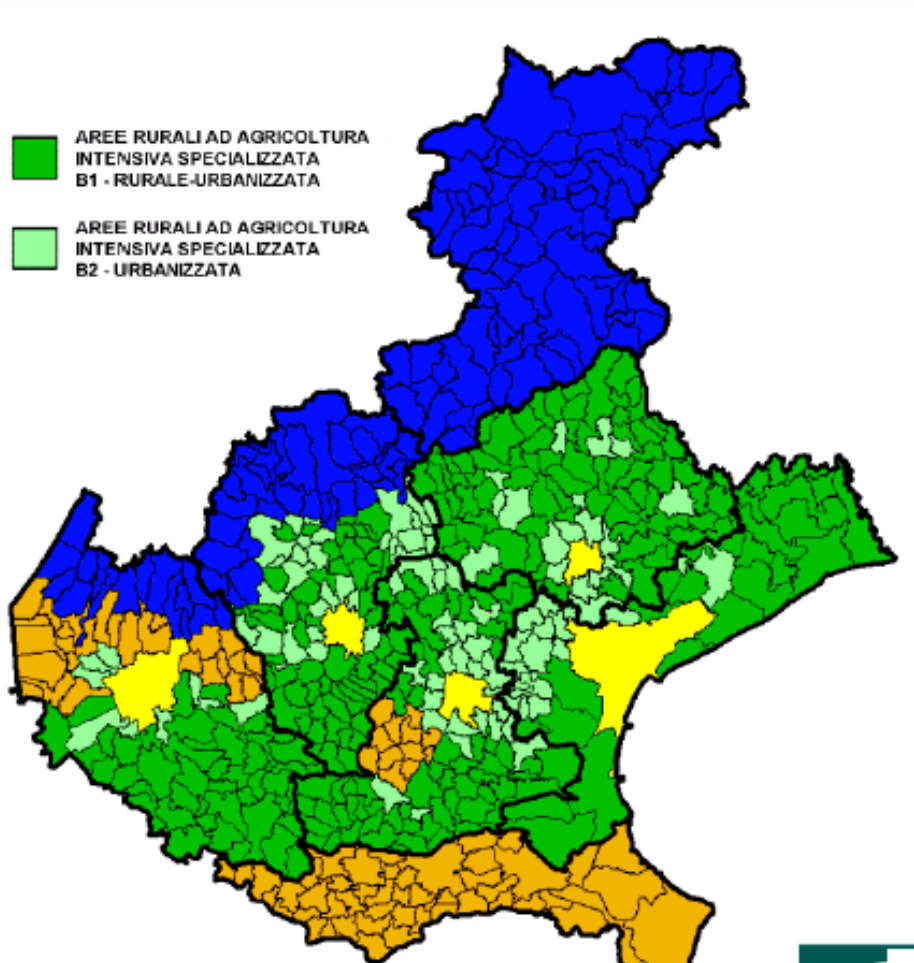 AREE RURALI AD AGRICOLTURA
INTENSIVA SPECIALIZZATA
B1 - RURALE-URBANIZZATA
AREE RURALI AD AGRICOLTURA
INTENSIVA SPECIALIZZATA
B2 - URBANIZZATA